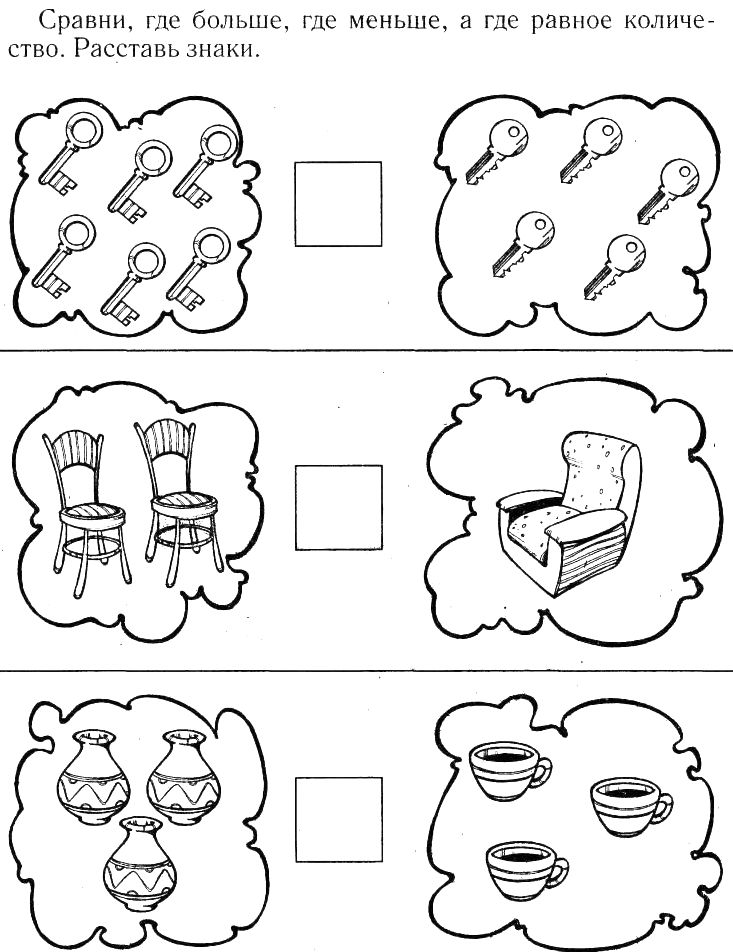 Сравни, где больше, где меньше, а где равное количе-
ство. Расставь знаки.